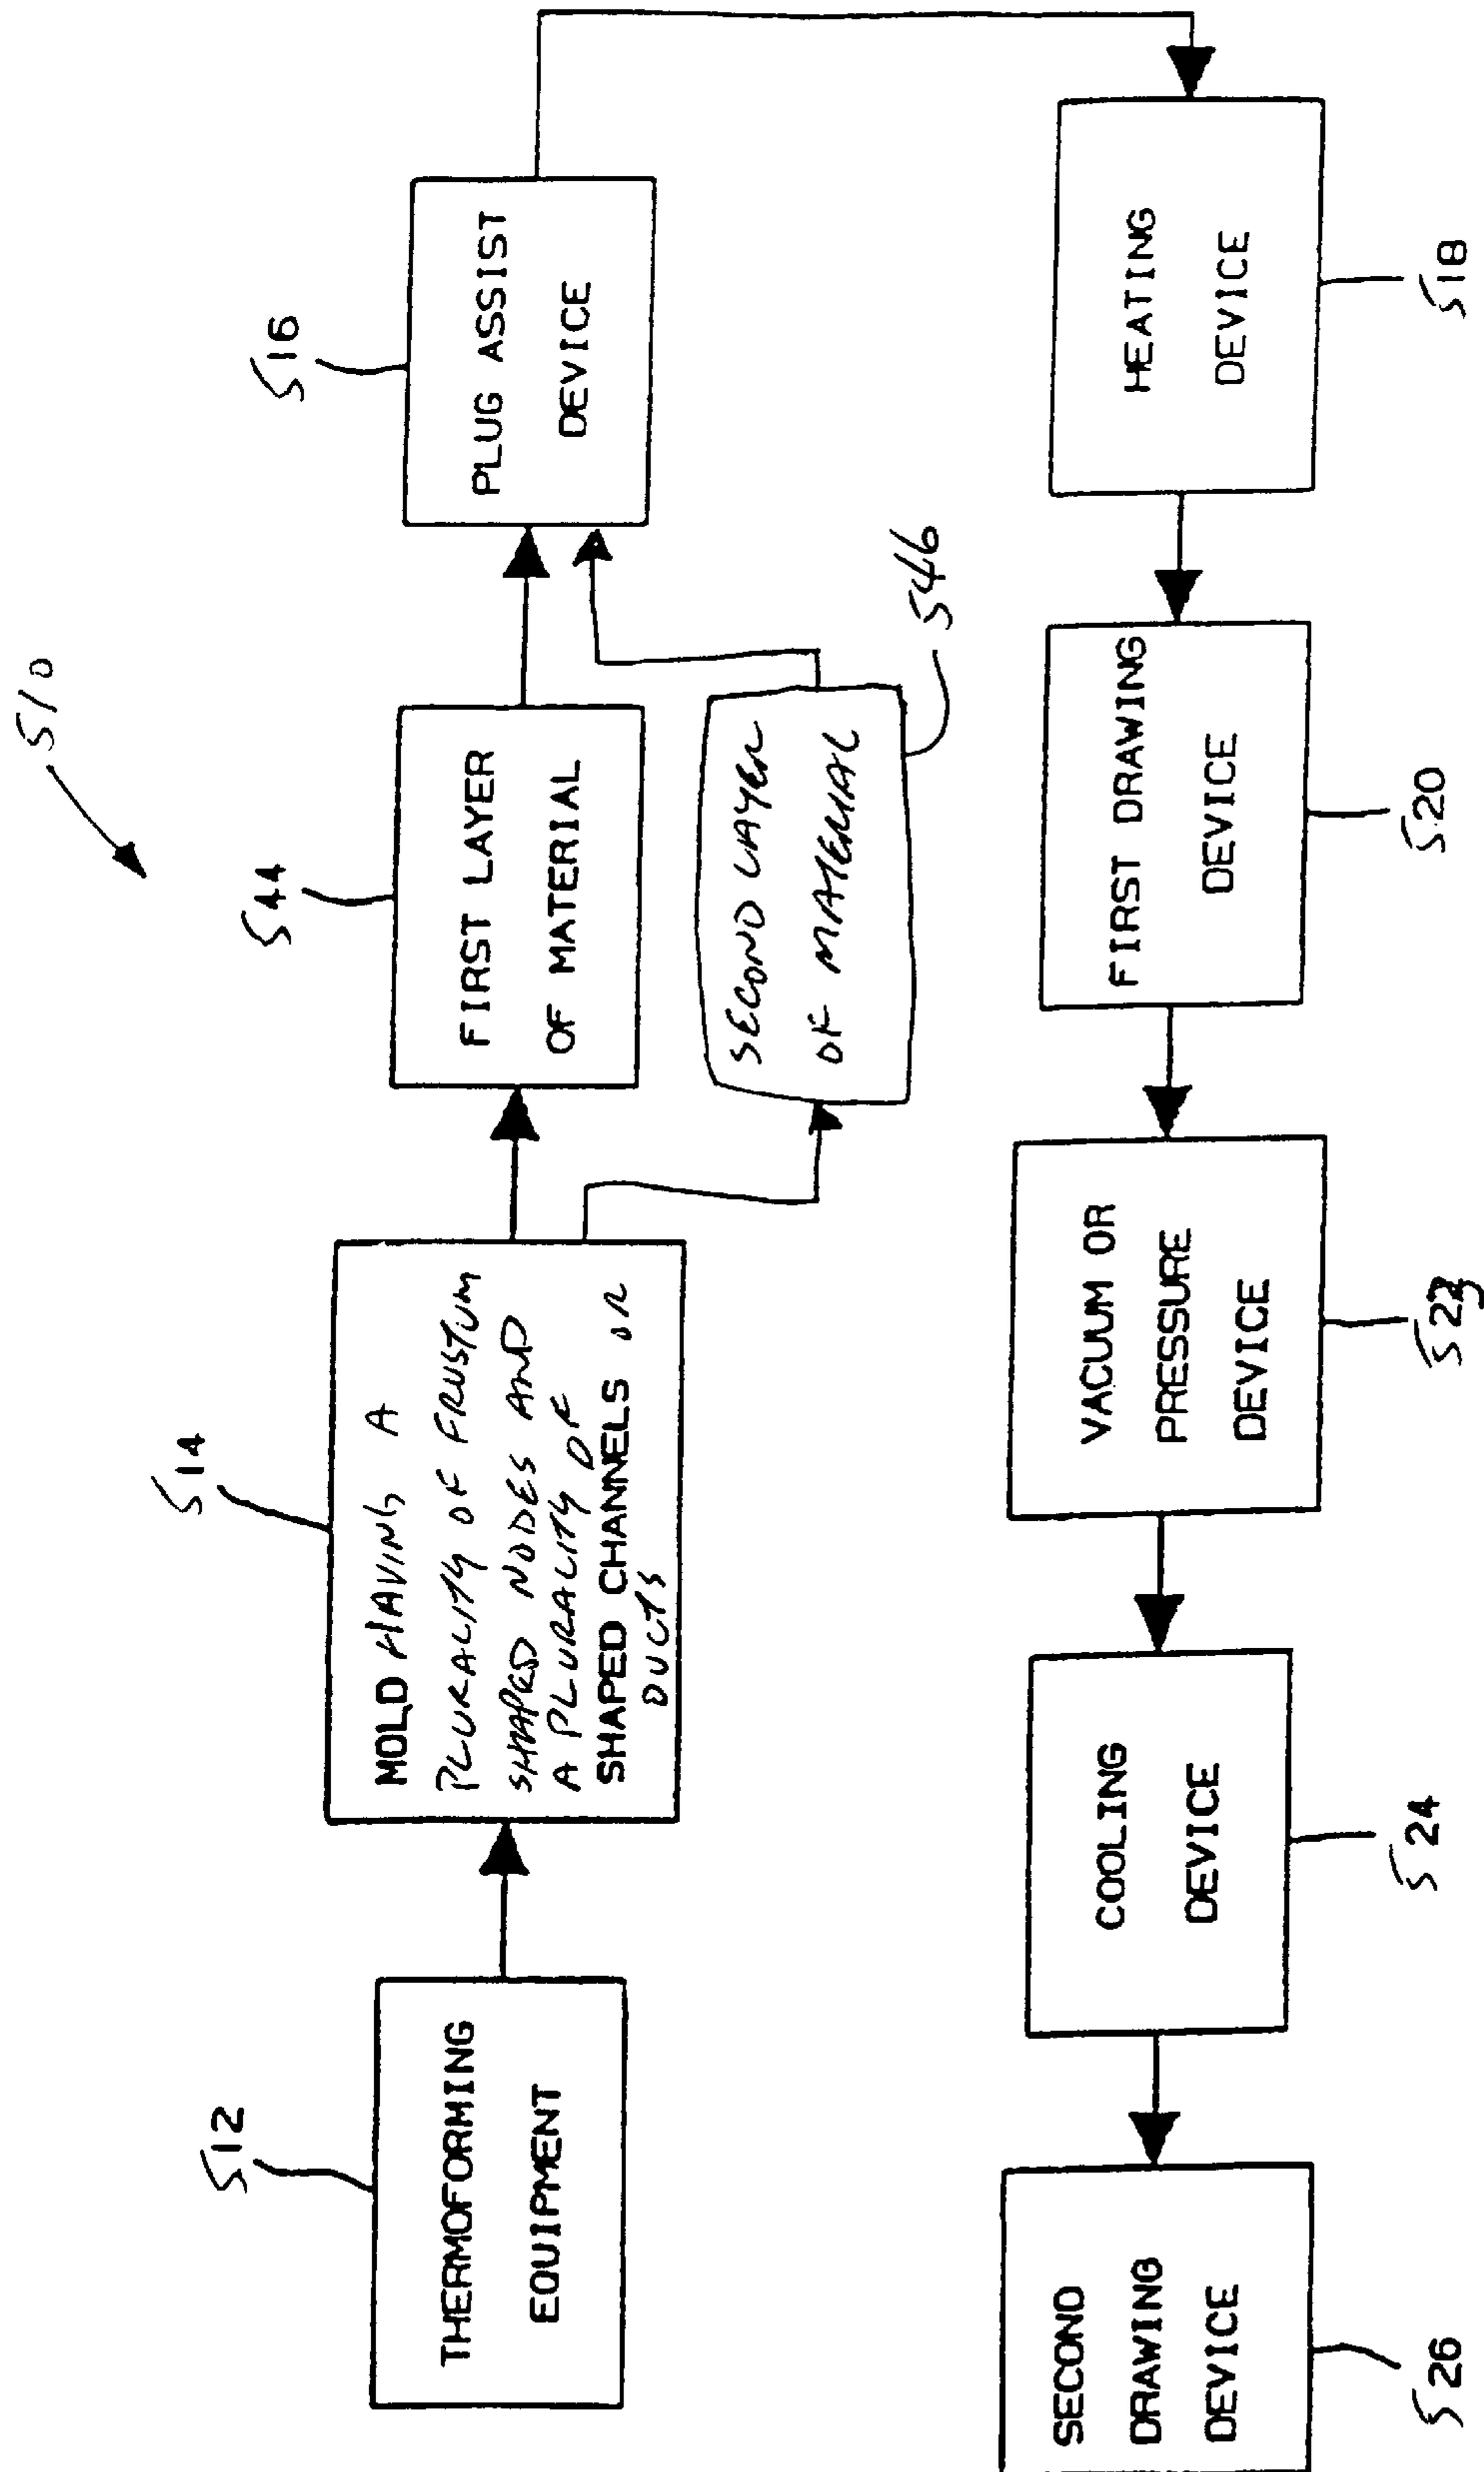 510
512
THERMOFORMING
EQUIPMENT
514
MOLD HAVING A
PLURALITY OF FRUSTUM
SHAPED NODES AND
A PLURALITY OF
SHAPED CHANNELS OR
DUCTS
544
FIRST LAYER
OF MATERIAL
SECOND LAYER
OF MATERIAL
546
516
PLUG ASSIST
DEVICE
HEATING
DEVICE
518
FIRST DRAWING
DEVICE
520
VACUUM OR
PRESSURE
DEVICE
COOLING
DEVICE
524
SECOND
DRAWING
DEVICE
526